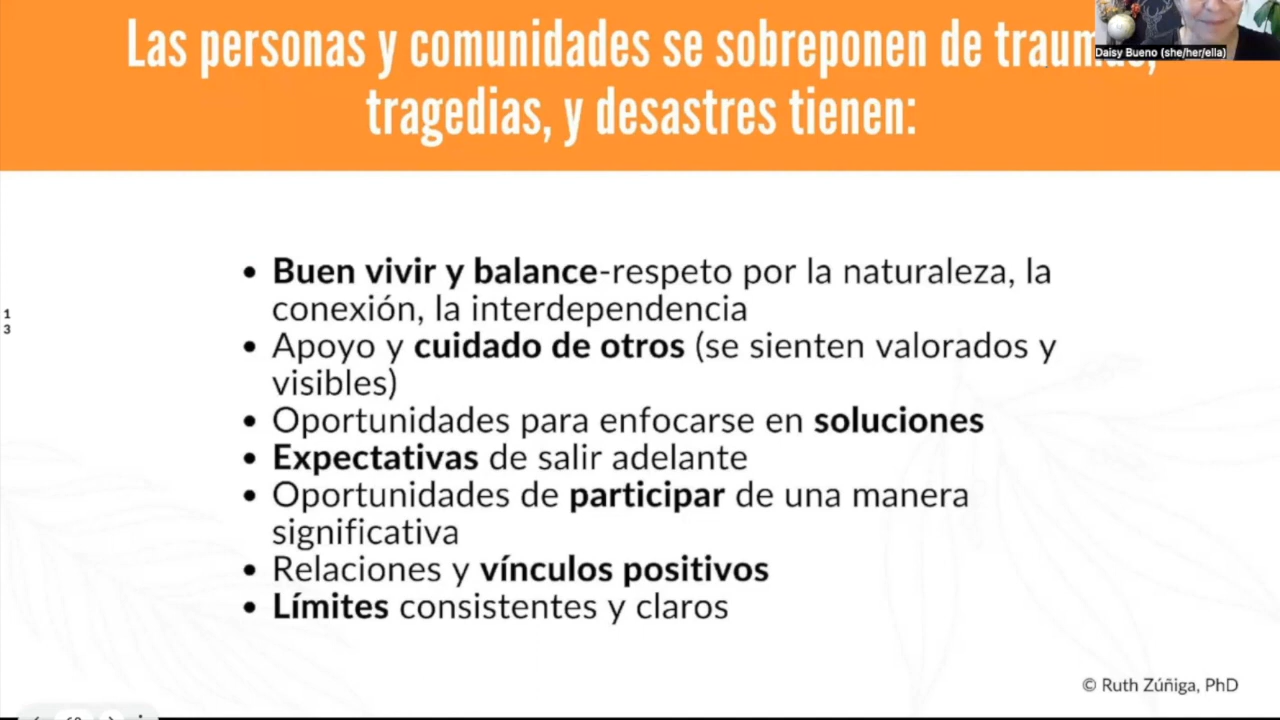 Las personas y comunidades se sobreponen de
tragedias, y desastres tienen:
Daisy Bueno (she/her/ella)
• Buen vivir y balance-respeto por la naturaleza, la
conexión, la interdependencia
• Apoyo y cuidado de otros (se sienten valorados y
visibles)
• Oportunidades para enfocarse en soluciones
• Expectativas de salir adelante
• Oportunidades de participar de una manera
significativa
• Relaciones y vínculos positivos
• Límites consistentes y claros
1
3
© Ruth Zúñiga, PhD